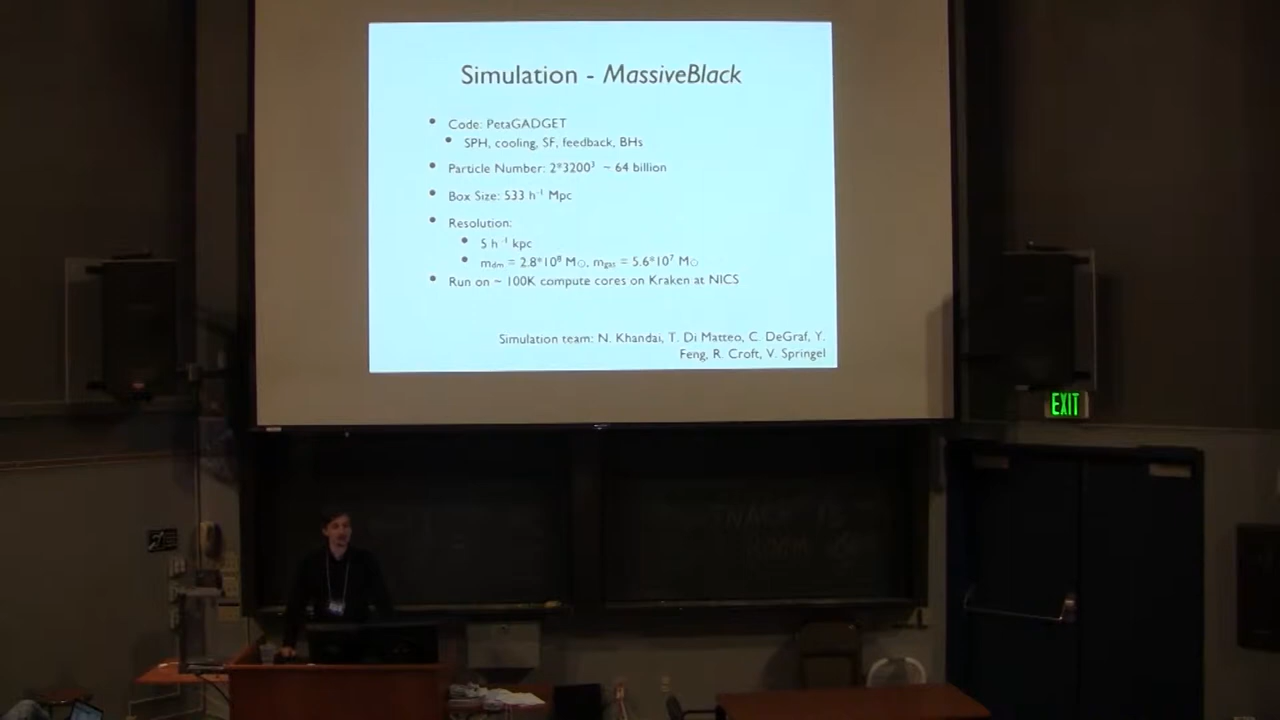 Simulation - MassiveBlack
• Code: PetaGADGET
• SPH, cooling, SF, feedback, BHs
• Particle Number: 2*3200³ ~ 64 billion
• Box Size: 533 h⁻¹ Mpc
• Resolution:
• 5 h⁻¹ kpc
• m_dm = 2.8*10⁸ M⊙, m_gas = 5.6*10⁷ M⊙
• Run on ~ 100K compute cores on Kraken at NICS
Simulation team: N. Khandai, T. Di Matteo, C. DeGraf, Y.
Feng, R. Croft, V. Springel
EXIT